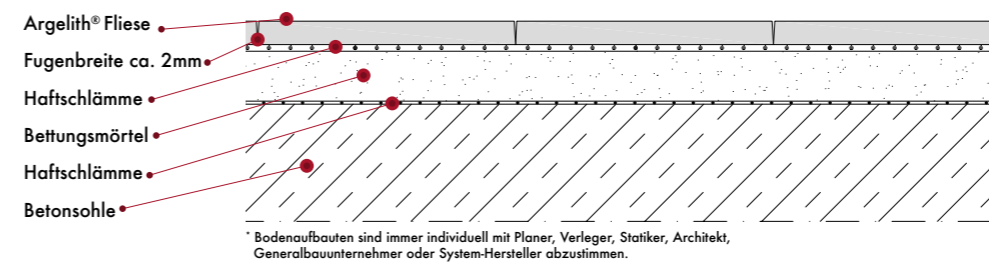 Argelith® Fliese
Fugenbreite ca. 2mm
Haftschlämme
Bettungsmörtel
Haftschlämme
Betonsohle
* Bodenaufbauten sind immer individuell mit Planer, Verleger, Statiker, Architekt,
Generalbauunternehmer oder System-Hersteller abzustimmen.